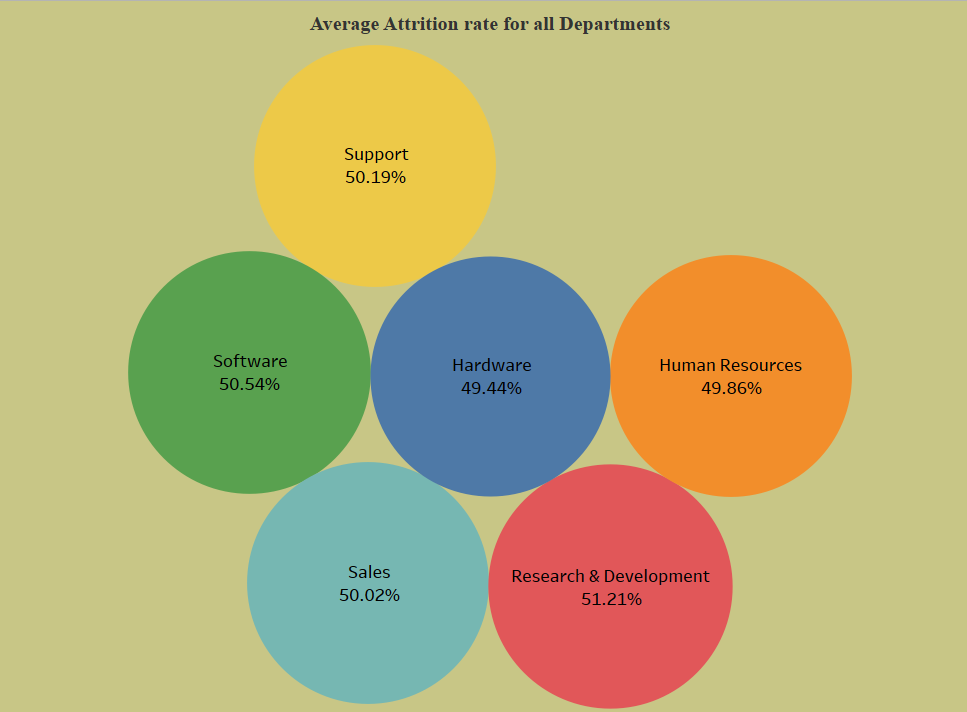 Average Attrition rate for all Departments
Support
50.19%
Software
50.54%
Hardware
49.44%
Human Resources
49.86%
Sales
50.02%
Research & Development
51.21%